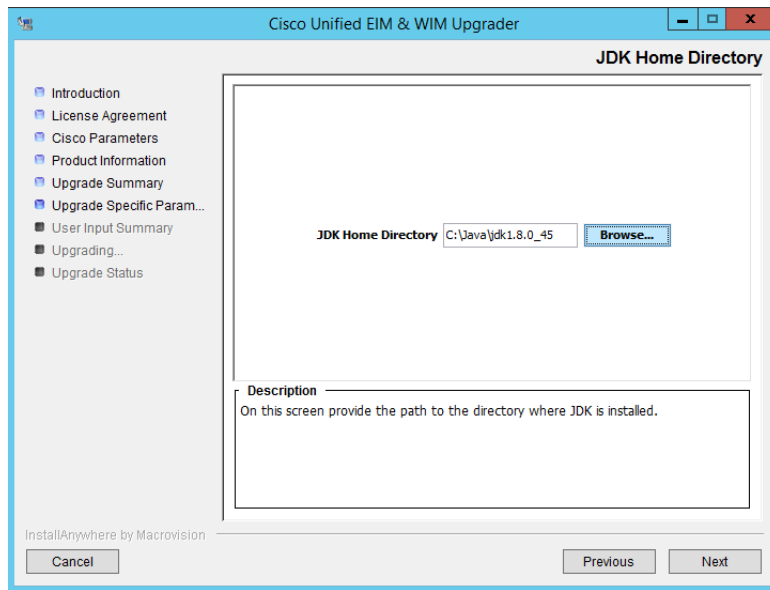 Cisco Unified EIM & WIM Upgrader
JDK Home Directory
Introduction
License Agreement
Cisco Parameters
Product Information
Upgrade Summary
Upgrade Specific Param...
User Input Summary
Upgrading...
Upgrade Status
JDK Home Directory C:\Java\jdk1.8.0_45 Browse...
Description
On this screen provide the path to the directory where JDK is installed.
InstallAnywhere by Macrovision
Cancel Previous Next